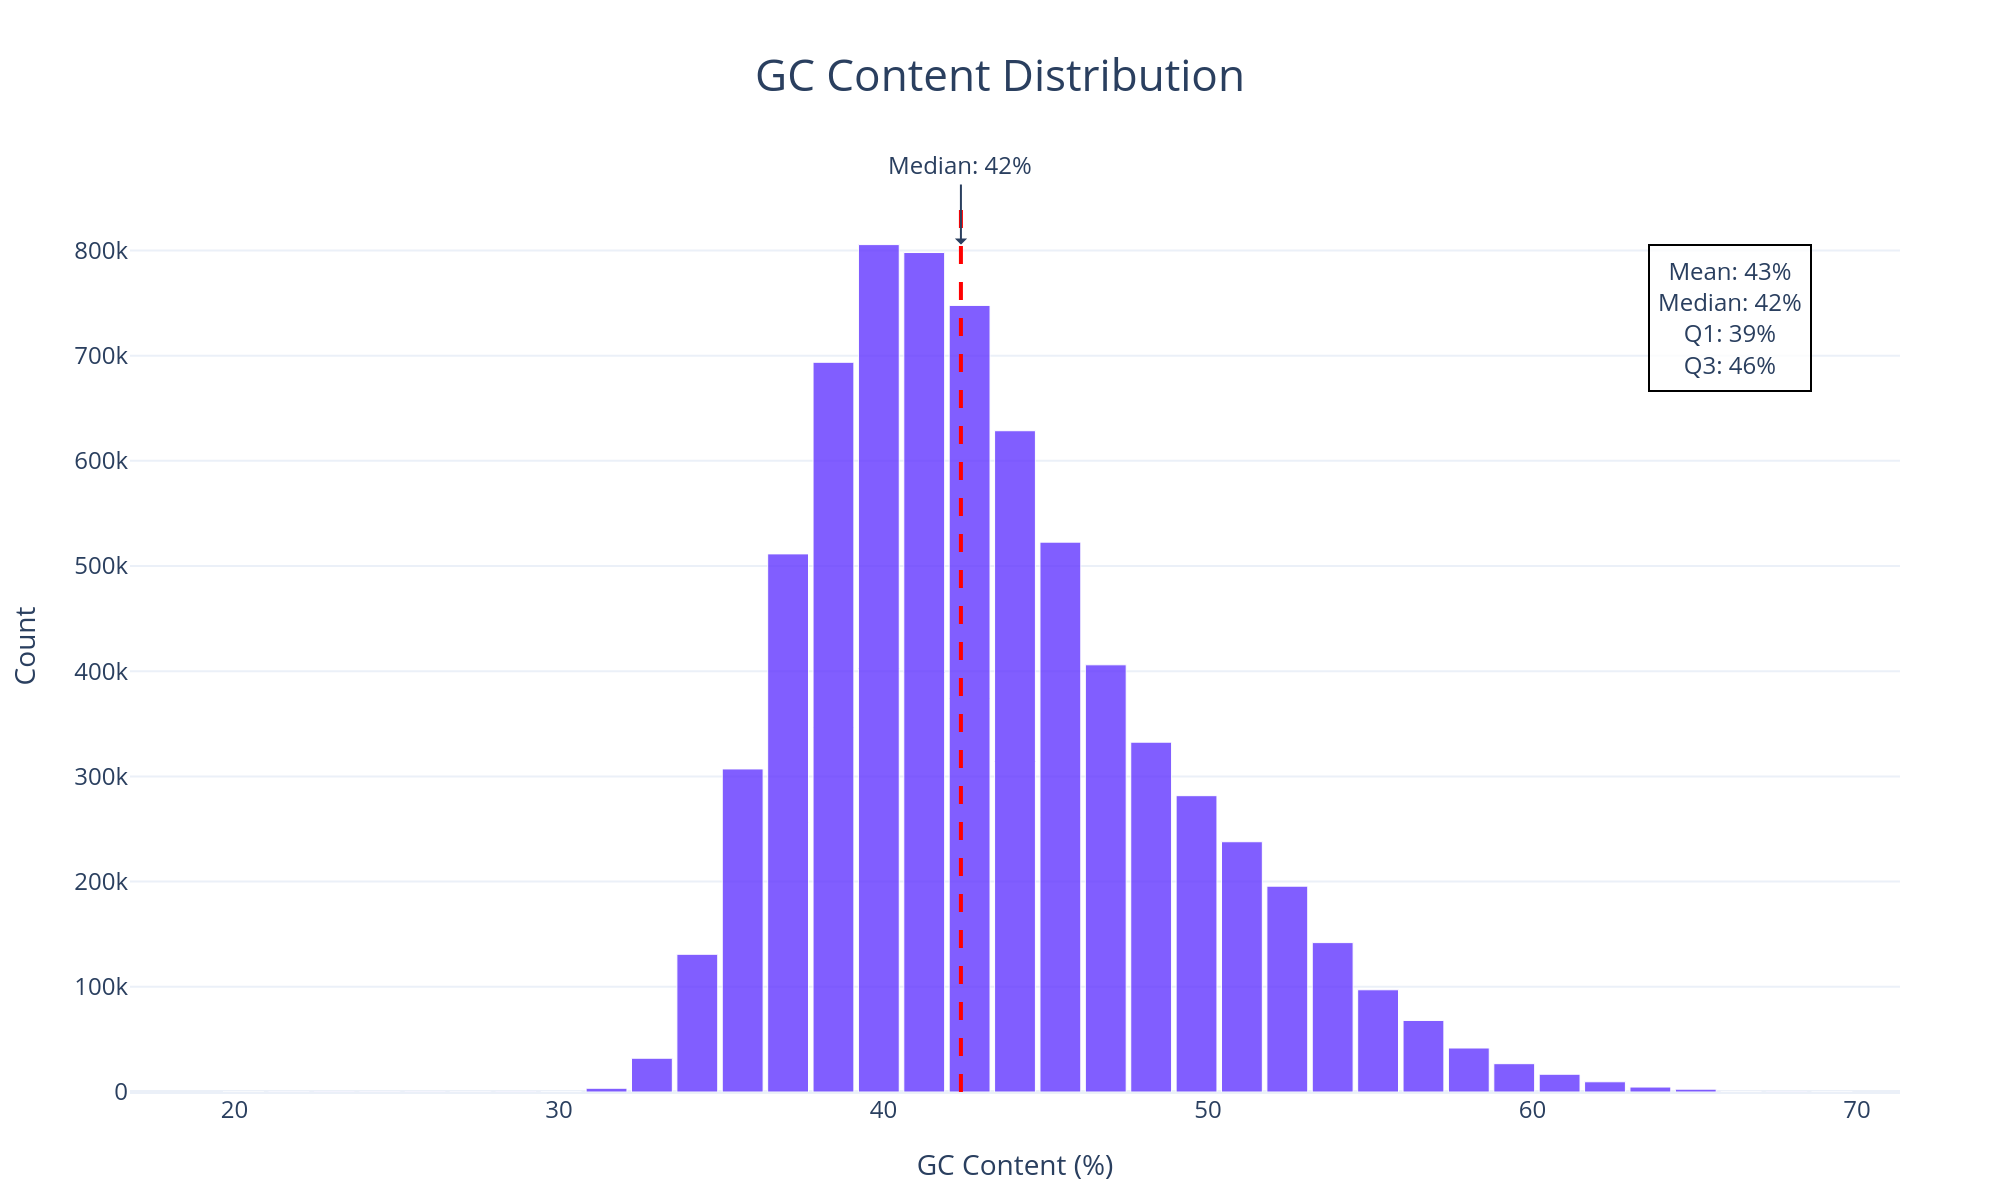 GC Content Distribution
Median: 42%
Mean: 43%
Median: 42%
Q1: 39%
Q3: 46%
800k
700k
600k
500k
400k
300k
200k
100k
0
Count
20
30
40
50
60
70
GC Content (%)